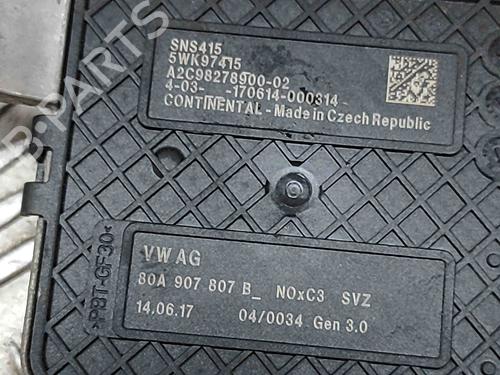 SNS415
5WK97415
A2C98278900-02
4-03- -170614-000314-
CONTINENTAL - Made in Czech Republic
>PBT-GF30<
VW AG
80A 907 807 B_ NOxC3 SVZ
14.06.17 04/0034 Gen 3.0